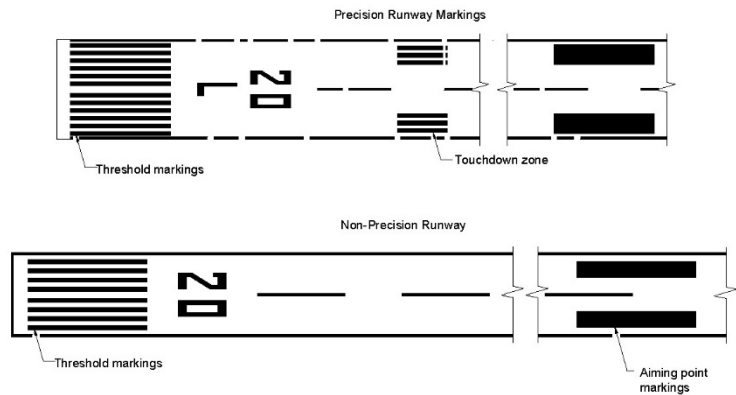 Precision Runway Markings
20
L
Threshold markings
Touchdown zone
Non-Precision Runway
20
Threshold markings
Aiming point
markings